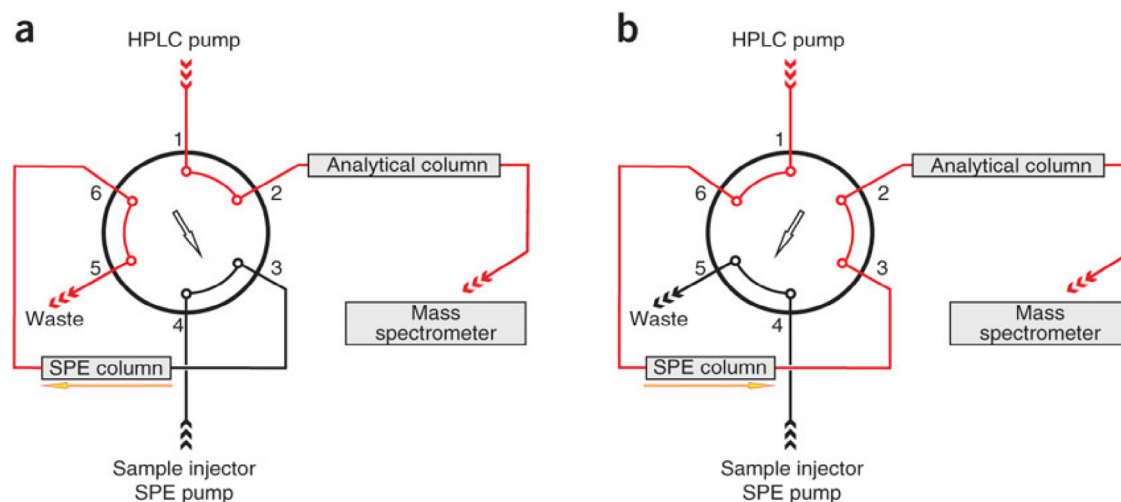 a
HPLC pump
1
Analytical column
6
2
5
3
Waste
4
Mass
spectrometer
SPE column
Sample injector
SPE pump
b
HPLC pump
1
Analytical column
6
2
5
3
Waste
4
Mass
spectrometer
SPE column
Sample injector
SPE pump